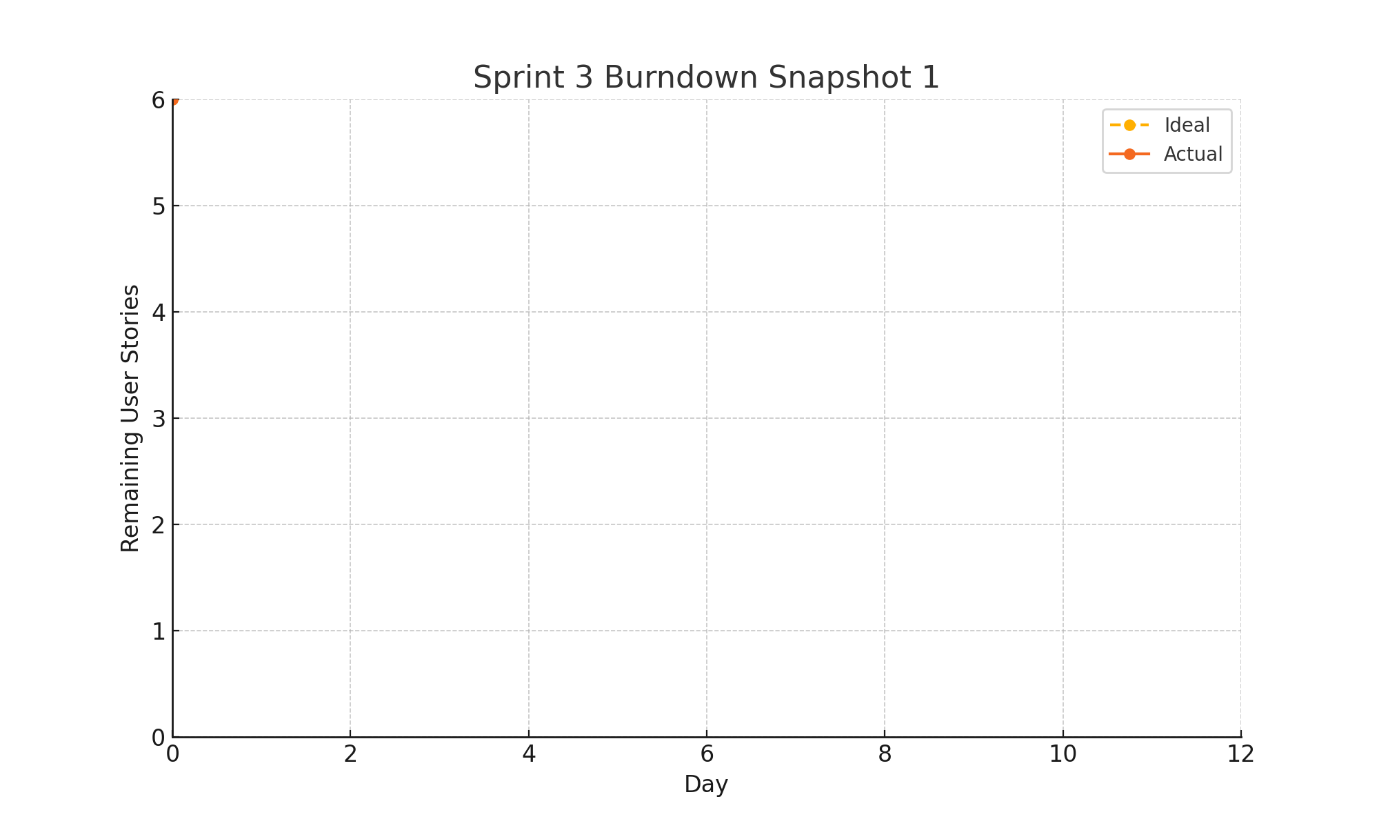 Sprint 3 Burndown Snapshot 1
Ideal
Actual
6
5
4
3
2
1
0
Remaining User Stories
0 2 4 6 8 10 12
Day